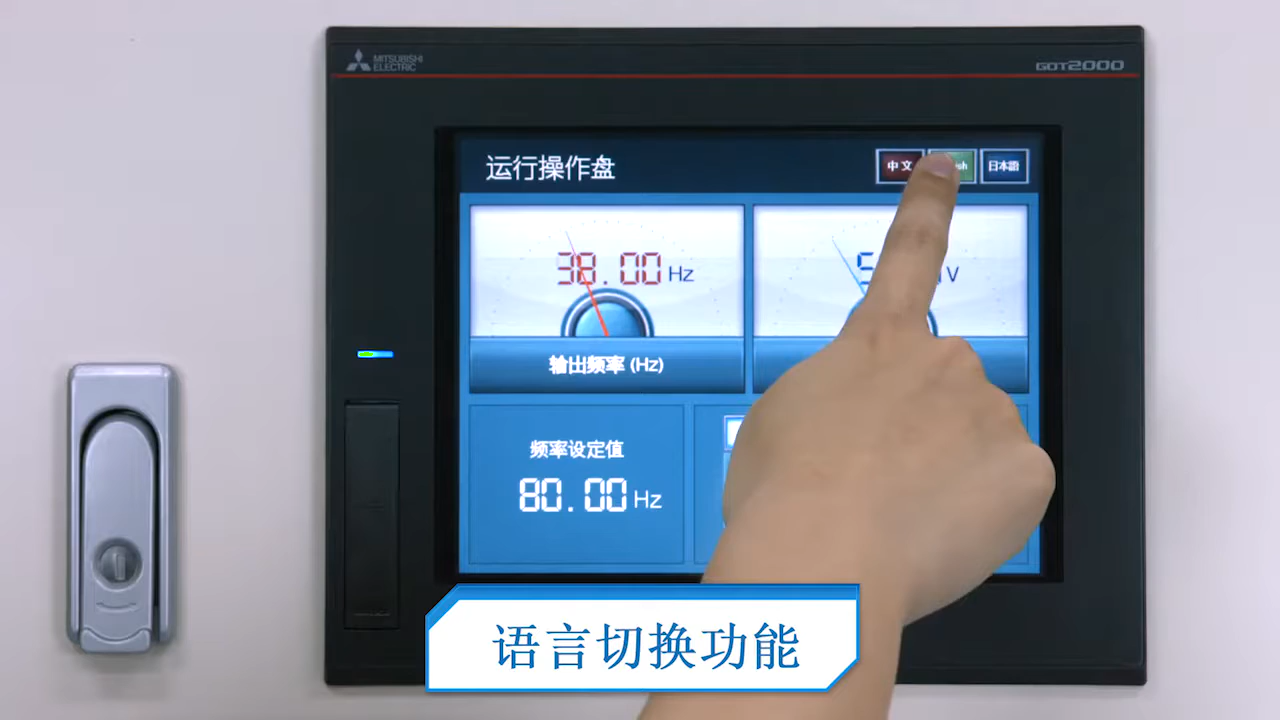 MITSUBISHI
ELECTRIC
GOT2000
运行操作盘
中文
日本語
38.00 Hz
V
输出频率 (Hz)
频率设定值
80.00 Hz
语言切换功能